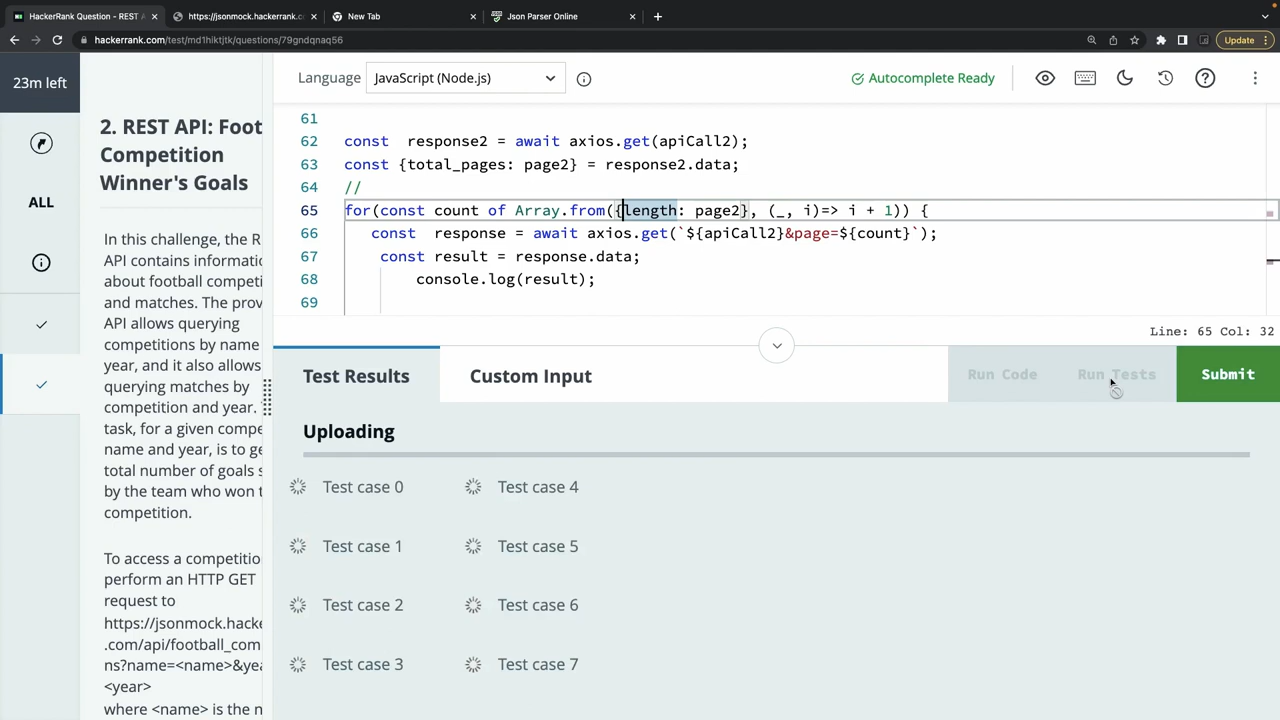 HackerRank Question - REST A
https://jsonmock.hackerrank.c
New Tab
Json Parser Online
hackerrank.com/test/md1hiktjtk/questions/79gndqnaq56
Update
23m left
ALL
2. REST API: Foot
Competition
Winner's Goals
In this challenge, the R
API contains informatio
about football competi
and matches. The prov
API allows querying
competitions by name
year, and it also allows
querying matches by
competition and year.
task, for a given compe
name and year, is to ge
total number of goals s
by the team who won t
competition.
To access a competitio
perform an HTTP GET
request to
https://jsonmock.hacke
.com/api/football_com
ns?name=<name>&yea
<year>
where <name> is the n
Language
JavaScript (Node.js)
Autocomplete Ready
61
62 const  response2 = await axios.get(apiCall2);
63 const {total_pages: page2} = response2.data;
64 //
65 for(const count of Array.from({length: page2}, (_, i)=> i + 1)) {
66 const  response = await axios.get(`${apiCall2}&page=${count}`);
67 const result = response.data;
68 console.log(result);
69
Line: 65 Col: 32
Test Results
Custom Input
Run Code
Run Tests
Submit
Uploading
Test case 0
Test case 4
Test case 1
Test case 5
Test case 2
Test case 6
Test case 3
Test case 7